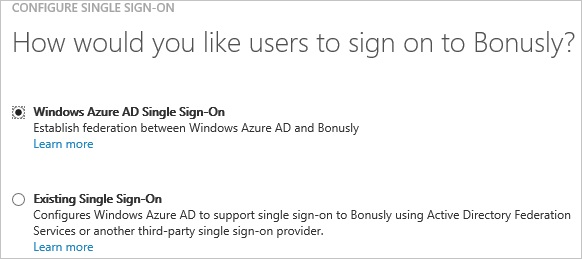 CONFIGURE SINGLE SIGN-ON
How would you like users to sign on to Bonusly?
Windows Azure AD Single Sign-On
Establish federation between Windows Azure AD and Bonusly
Learn more
Existing Single Sign-On
Configures Windows Azure AD to support single sign-on to Bonusly using Active Directory Federation
Services or another third-party single sign-on provider.
Learn more